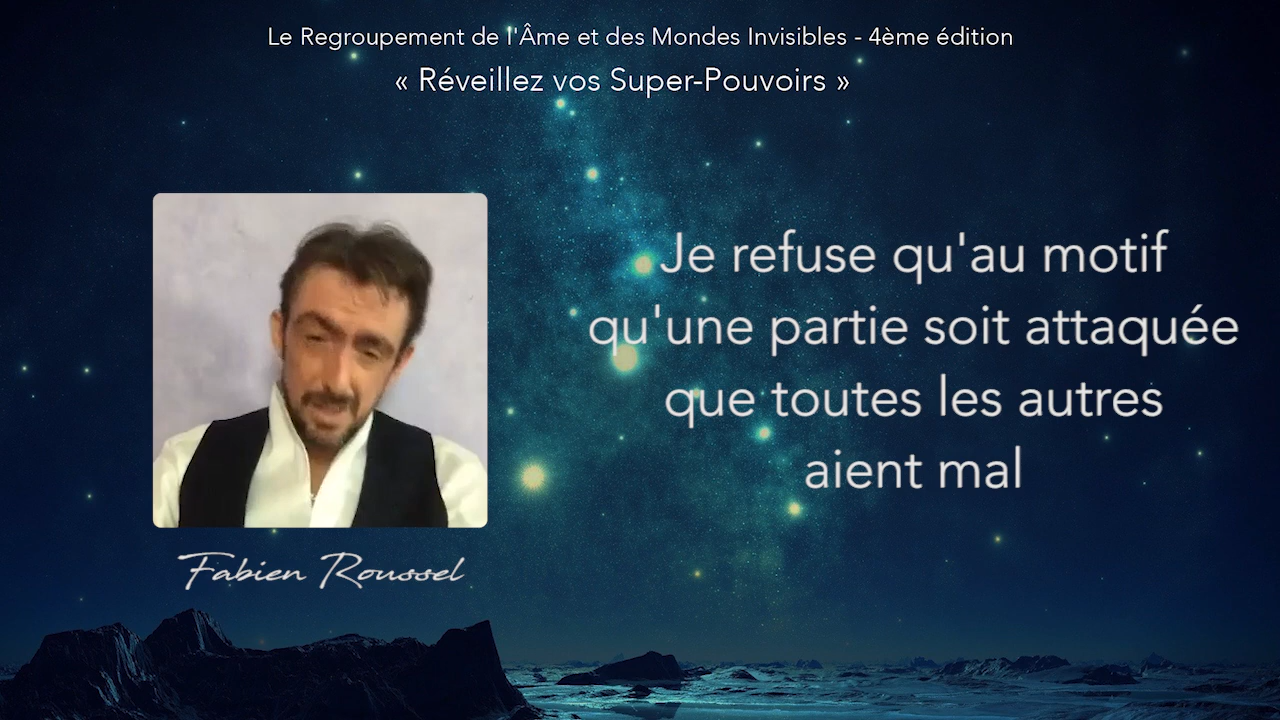 Le Regroupement de l'Âme et des Mondes Invisibles - 4ème édition
« Réveillez vos Super-Pouvoirs »
Je refuse qu'au motif
qu'une partie soit attaquée
que toutes les autres
aient mal
Fabien Roussel